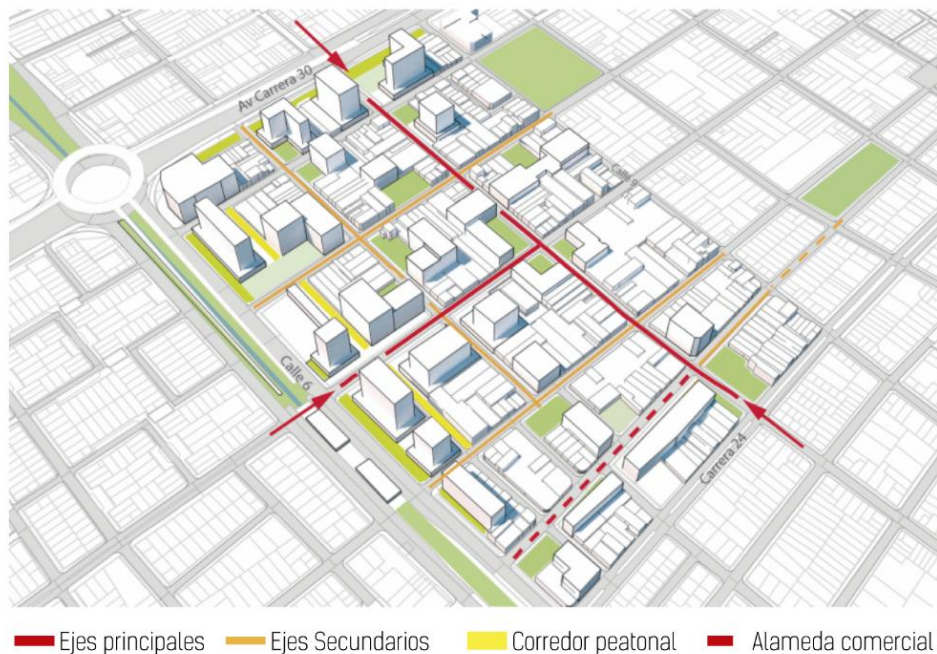 Av Carrera 30
Calle 9
Calle 6
Carrera 24
Ejes principales
Ejes Secundarios
Corredor peatonal
Alameda comercial